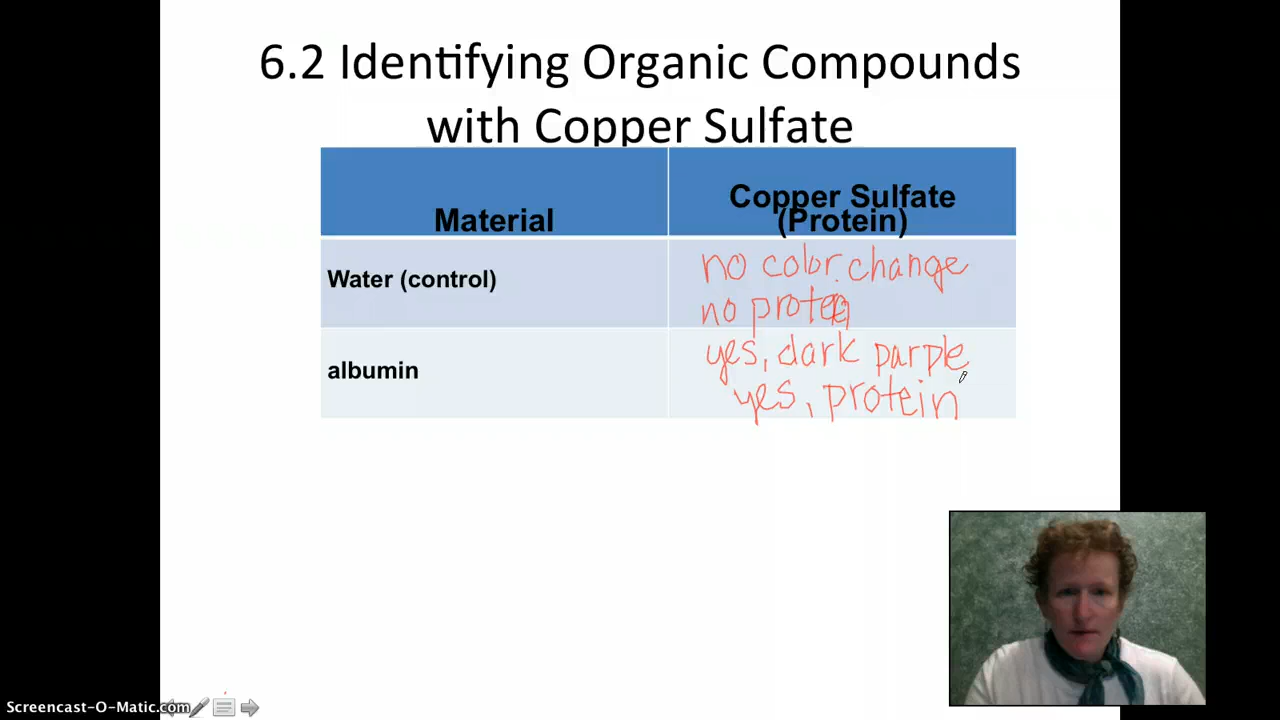 6.2 Identifying Organic Compounds
with Copper Sulfate
Material
Copper Sulfate
(Protein)
Water (control)
no color change
no protein
albumin
yes, dark purple
yes, protein
Screencast-O-Matic.com